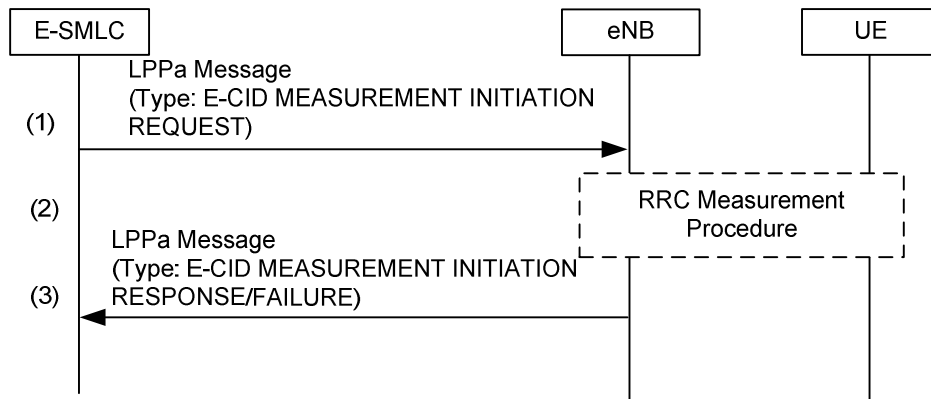 E-SMLC
eNB
UE
LPPa Message
(Type: E-CID MEASUREMENT INITIATION
REQUEST)
(1)
RRC Measurement
Procedure
(2)
LPPa Message
(Type: E-CID MEASUREMENT INITIATION
RESPONSE/FAILURE)
(3)